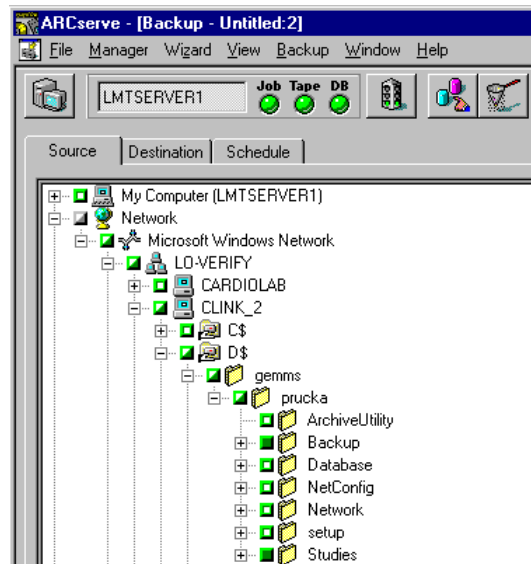 ARCserve - [Backup - Untitled:2]
File Manager Wizard View Backup Window Help
LMTSERVER1 Job Tape DB
Source Destination Schedule
My Computer (LMTSERVER1)
Network
Microsoft Windows Network
LO-VERIFY
CARDIOLAB
CLINK_2
C$
D$
gemms
prucka
ArchiveUtility
Backup
Database
NetConfig
Network
setup
Studies